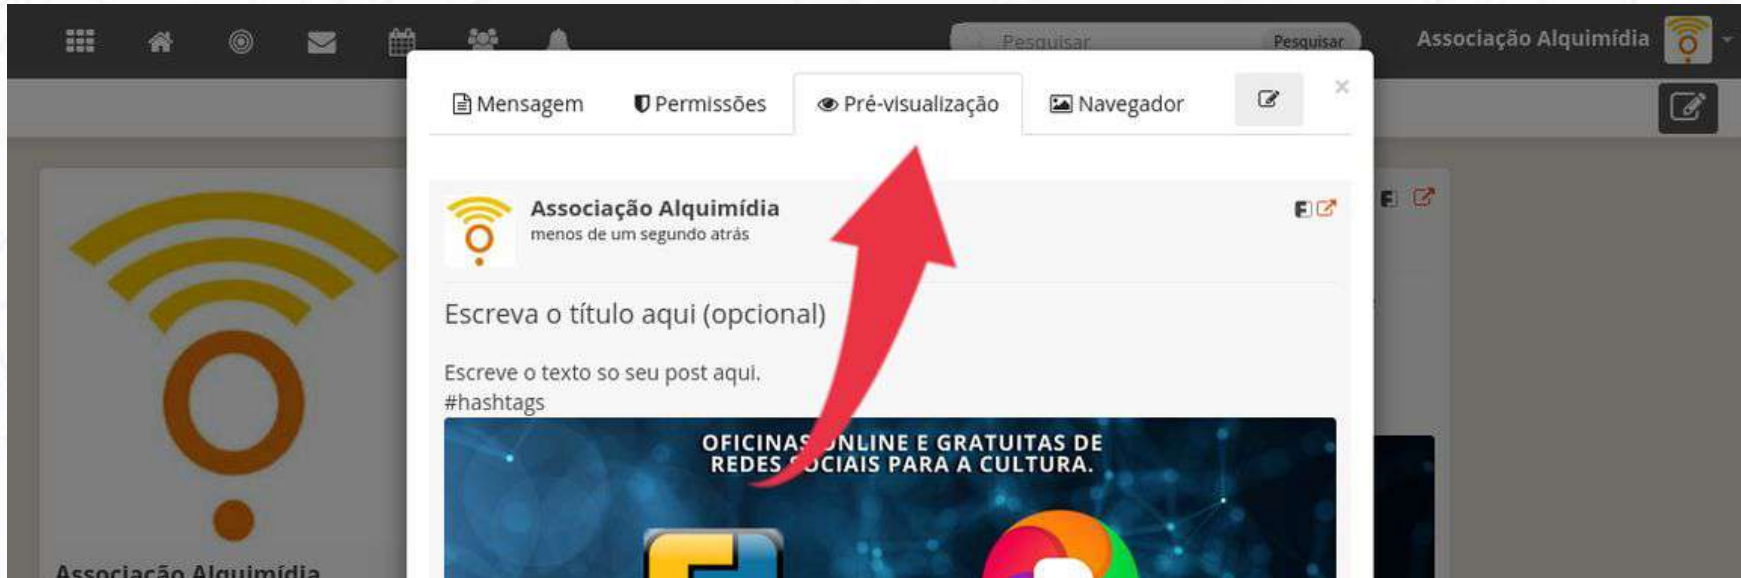 Pesquisar Pesquisar Associação Alquimídia
Mensagem Permissões Pré-visualização Navegador ×
Associação Alquimídia
menos de um segundo atrás
Escreva o título aqui (opcional)
Escreve o texto so seu post aqui.
#hashtags
OFICINAS ONLINE E GRATUITAS DE
REDES SOCIAIS PARA A CULTURA.
Associação Alquimídia